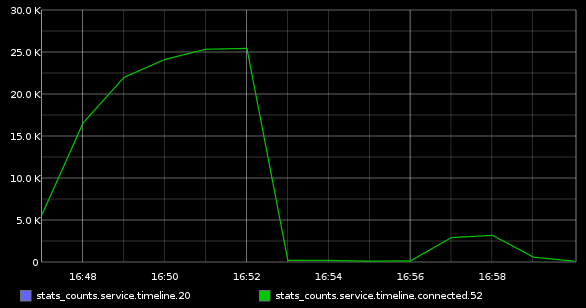 30.0 K
25.0 K
20.0 K
15.0 K
10.0 K
5.0 K
0
16:48 16:50 16:52 16:54 16:56 16:58
stats_counts.service.timeline.20 stats_counts.service.timeline.connected.52